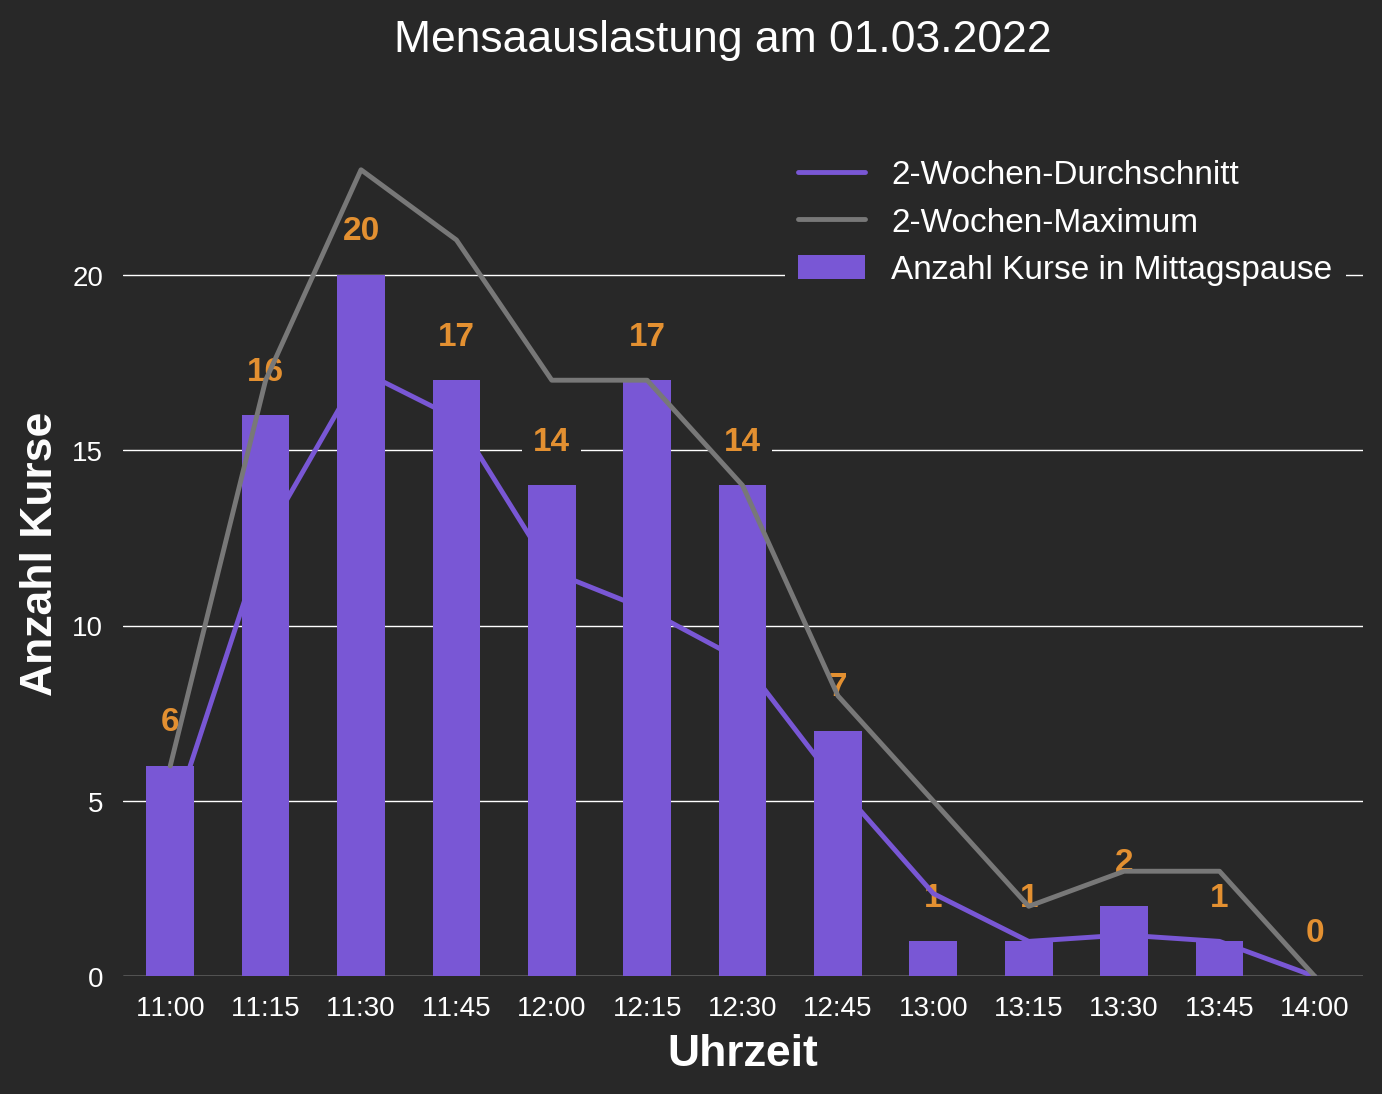 Mensaauslastung am 01.03.2022
2-Wochen-Durchschnitt
2-Wochen-Maximum
Anzahl Kurse in Mittagspause
Anzahl Kurse
20
15
10
5
0
6
16
20
17
14
17
14
7
1
1
2
1
0
11:00 11:15 11:30 11:45 12:00 12:15 12:30 12:45 13:00 13:15 13:30 13:45 14:00
Uhrzeit